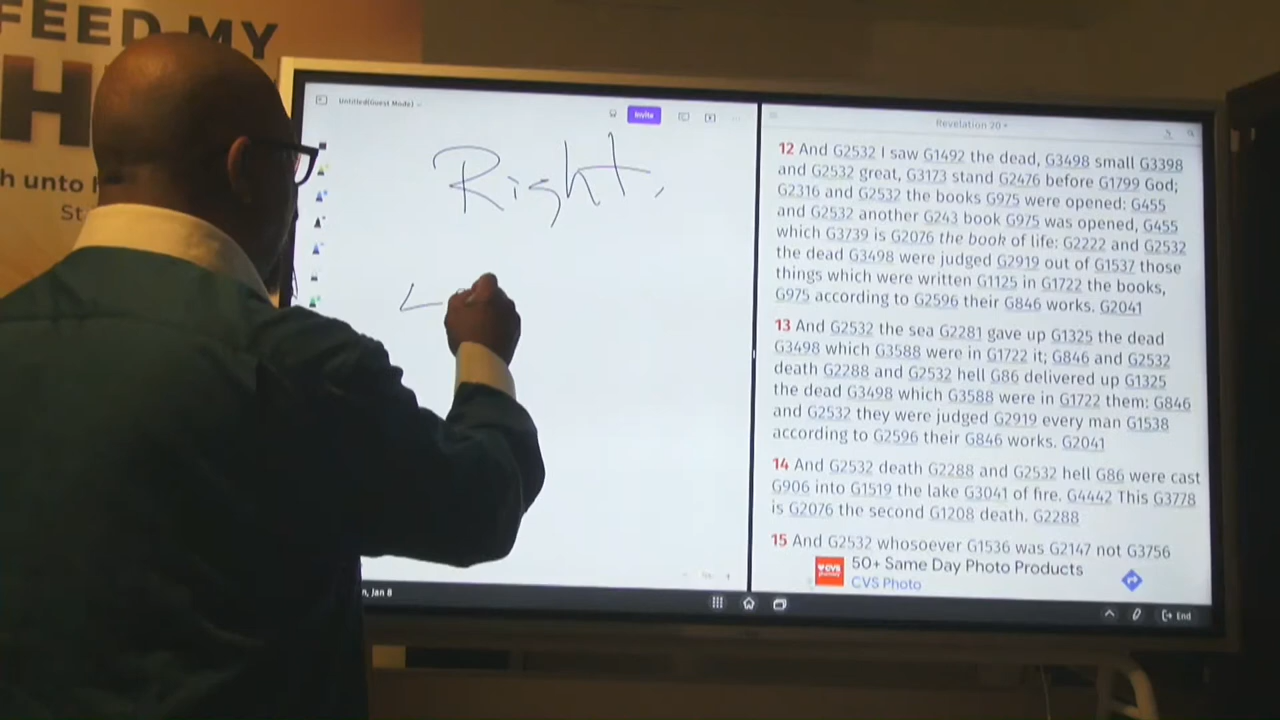 FEED MY
H
h unto
St
Untitled(Guest Mode)
Invite
Right,
L
n, Jan 8
Revelation 20
12 And G2532 I saw G1492 the dead, G3498 small G3398
and G2532 great, G3173 stand G2476 before G1799 God;
G2316 and G2532 the books G975 were opened: G455
and G2532 another G243 book G975 was opened, G455
which G3739 is G2076 the book of life: G2222 and G2532
the dead G3498 were judged G2919 out of G1537 those
things which were written G1125 in G1722 the books,
G975 according to G2596 their G846 works. G2041
13 And G2532 the sea G2281 gave up G1325 the dead
G3498 which G3588 were in G1722 it; G846 and G2532
death G2288 and G2532 hell G86 delivered up G1325
the dead G3498 which G3588 were in G1722 them: G846
and G2532 they were judged G2919 every man G1538
according to G2596 their G846 works. G2041
14 And G2532 death G2288 and G2532 hell G86 were cast
G906 into G1519 the lake G3041 of fire. G4442 This G3778
is G2076 the second G1208 death. G2288
15 And G2532 whosoever G1536 was G2147 not G3756
CVS
50+ Same Day Photo Products
CVS Photo
End